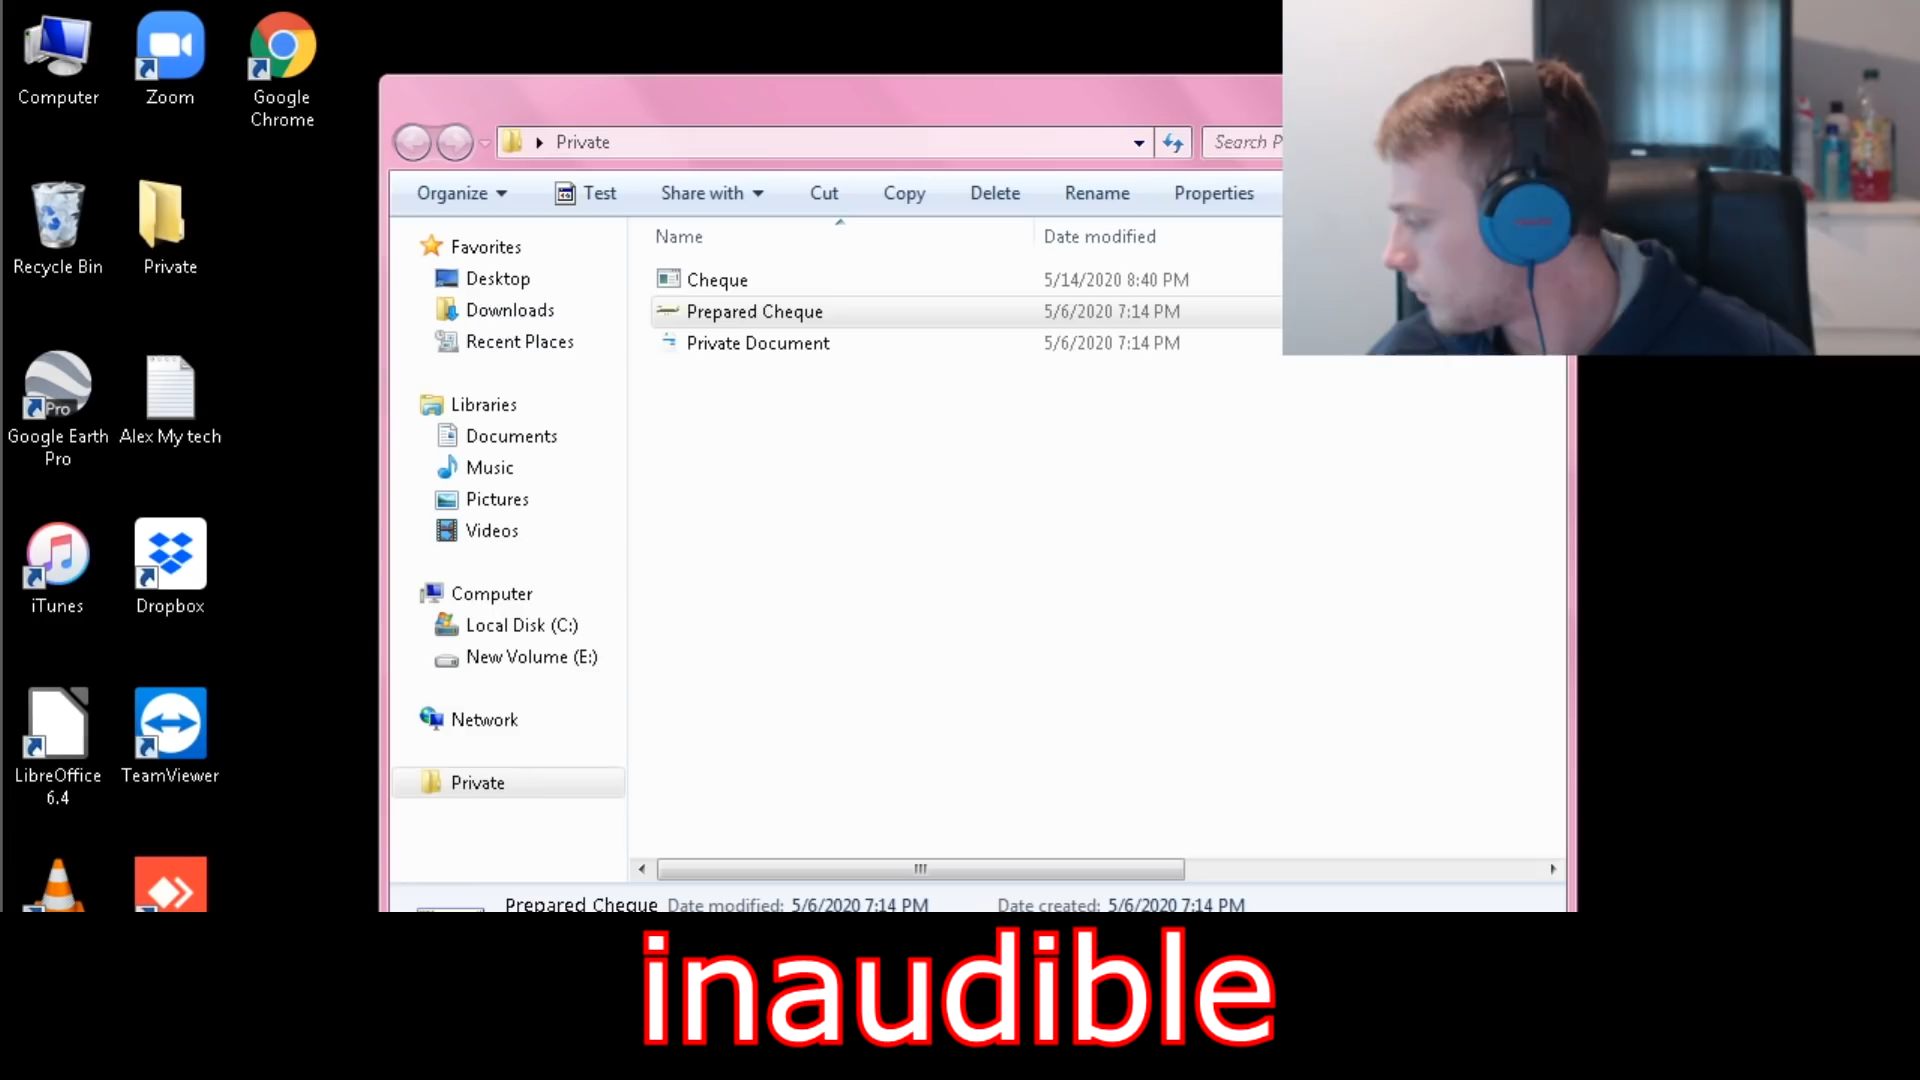 Computer
Zoom
Google
Chrome
Private
Search P
Organize
Test
Share with
Cut
Copy
Delete
Rename
Properties
Name
Date modified
Favorites
Desktop
Downloads
Recent Places
Cheque
5/14/2020 8:40 PM
Prepared Cheque
5/6/2020 7:14 PM
Private Document
5/6/2020 7:14 PM
Recycle Bin
Private
Libraries
Documents
Music
Pictures
Videos
Pro
Google Earth
Pro
Alex My tech
Computer
Local Disk (C:)
New Volume (E:)
iTunes
Dropbox
Network
LibreOffice
6.4
TeamViewer
Private
Prepared Cheque
Date modified: 5/6/2020 7:14 PM
Date created: 5/6/2020 7:14 PM
inaudible